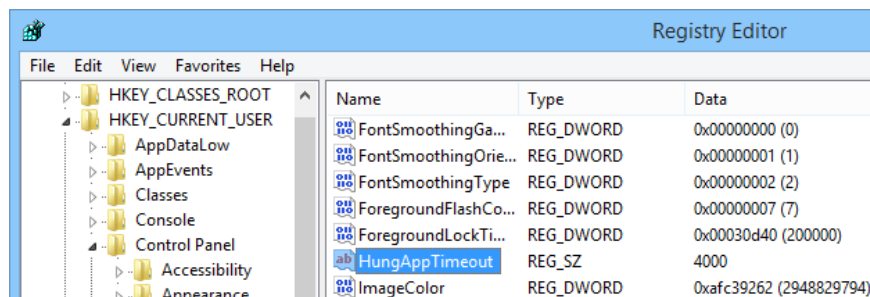 Registry Editor
File Edit View Favorites Help
HKEY_CLASSES_ROOT
HKEY_CURRENT_USER
AppDataLow
AppEvents
Classes
Console
Control Panel
Accessibility
Appearance
Name Type Data
FontSmoothingGa... REG_DWORD 0x00000000 (0)
FontSmoothingOrie... REG_DWORD 0x00000001 (1)
FontSmoothingType REG_DWORD 0x00000002 (2)
ForegroundFlashCo... REG_DWORD 0x00000007 (7)
ForegroundLockTi... REG_DWORD 0x00030d40 (200000)
HungAppTimeout REG_SZ 4000
ImageColor REG_DWORD 0xafc39262 (2948829794)